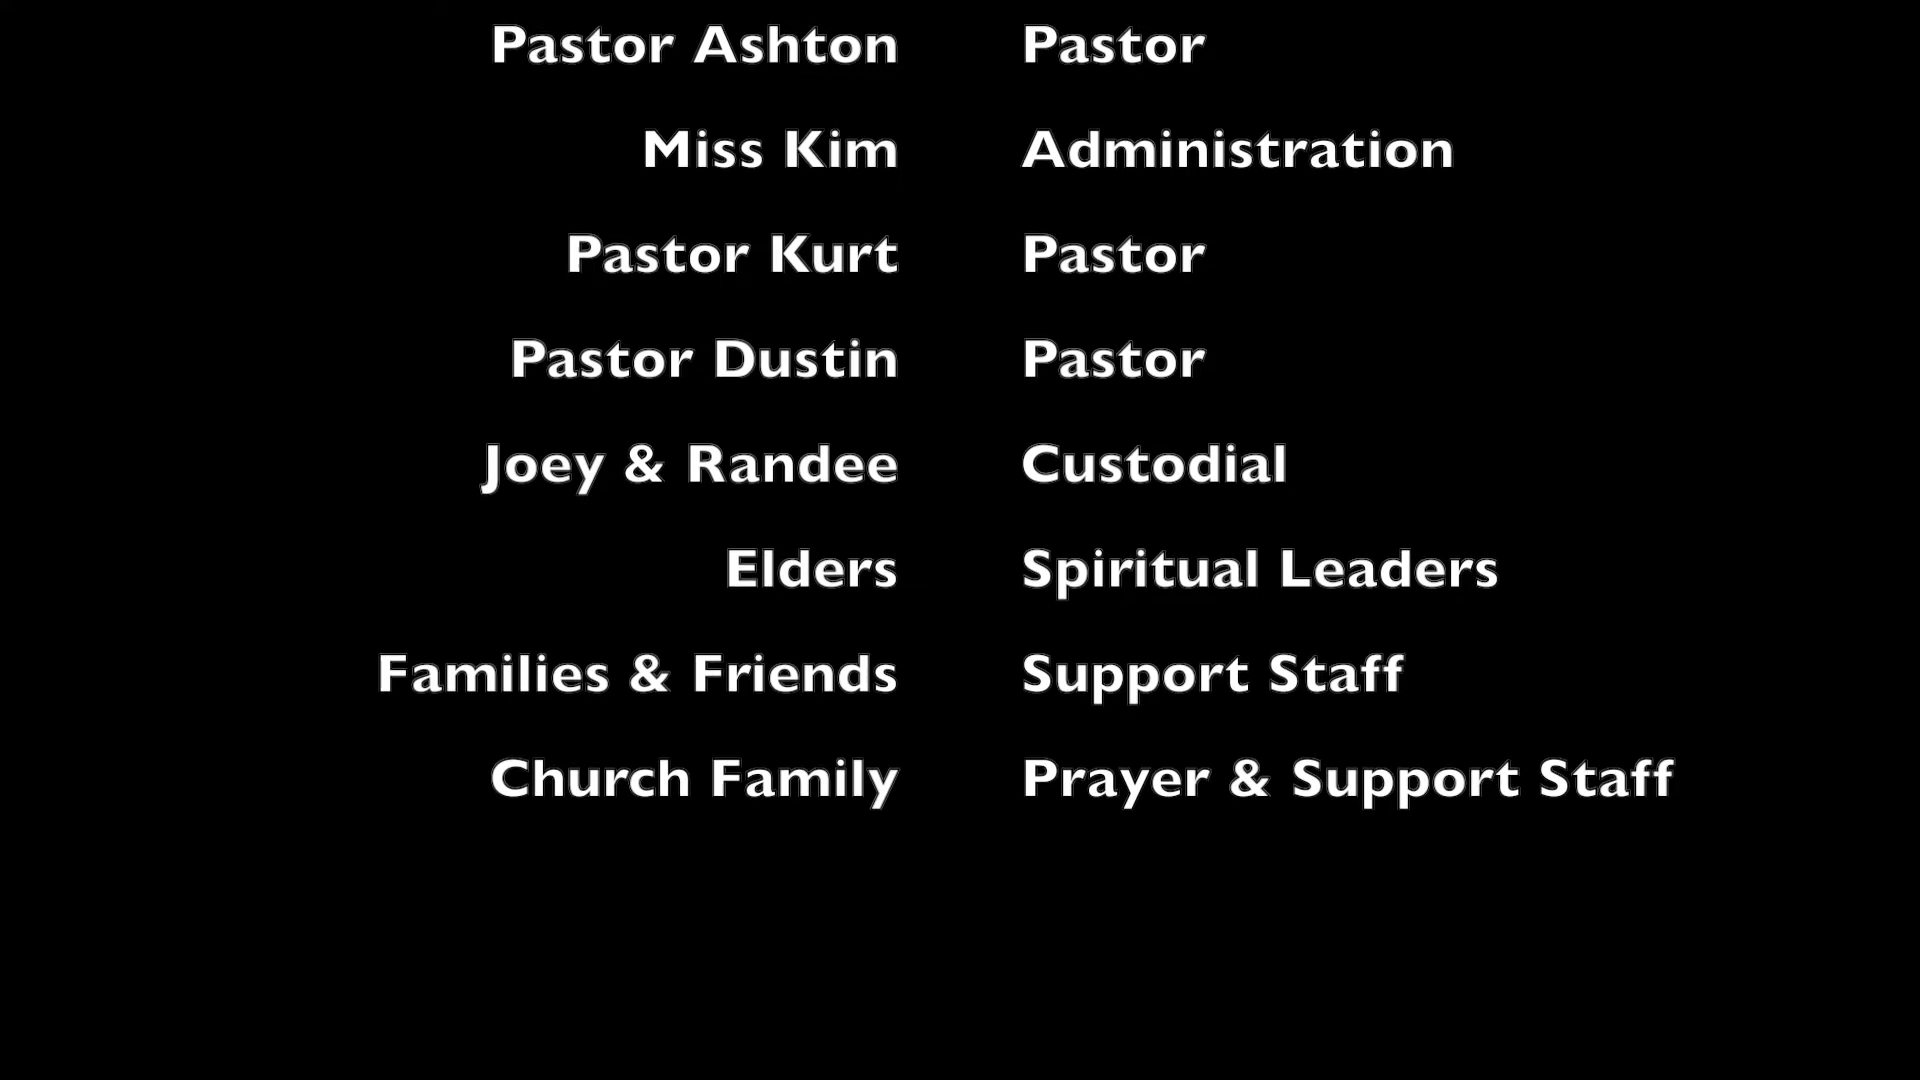 Pastor Ashton Pastor
Miss Kim Administration
Pastor Kurt Pastor
Pastor Dustin Pastor
Joey & Randee Custodial
Elders Spiritual Leaders
Families & Friends Support Staff
Church Family Prayer & Support Staff